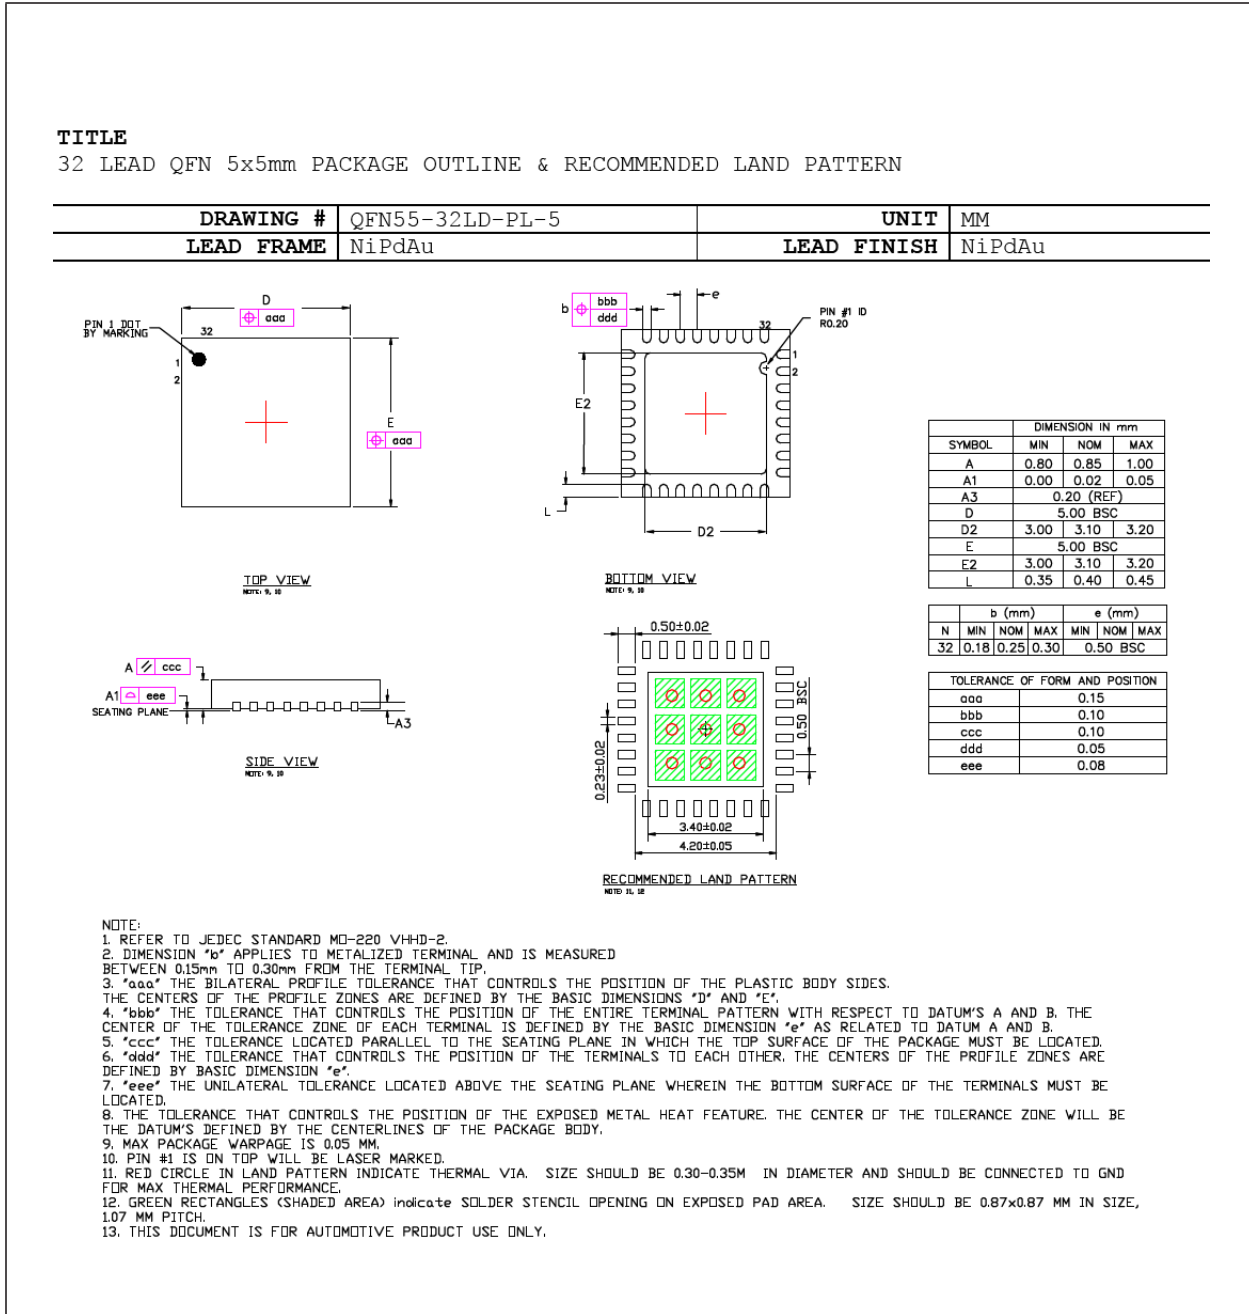 TITLE
32 LEAD QFN 5x5mm PACKAGE OUTLINE & RECOMMENDED LAND PATTERN
DRAWING # QFN55-32LD-PL-5 UNIT MM
LEAD FRAME NiPdAu LEAD FINISH NiPdAu
D
aaa
PIN 1 DOT
BY MARKING
32
1
2
E
aaa
TOP VIEW
NOTE: 9, 10
b
bbb
ddd
e
32
PIN #1 ID
R0.20
1
2
E2
L
D2
BOTTOM VIEW
NOTE: 9, 10
DIMENSION IN mm
SYMBOL MIN NOM MAX
A 0.80 0.85 1.00
A1 0.00 0.02 0.05
A3 0.20 (REF)
D 5.00 BSC
D2 3.00 3.10 3.20
E 5.00 BSC
E2 3.00 3.10 3.20
L 0.35 0.40 0.45
b (mm) e (mm)
N MIN NOM MAX MIN NOM MAX
32 0.18 0.25 0.30 0.50 BSC
TOLERANCE OF FORM AND POSITION
aaa 0.15
bbb 0.10
ccc 0.10
ddd 0.05
eee 0.08
A ccc
A1 eee
SEATING PLANE
A3
SIDE VIEW
NOTE: 9, 10
0.50±0.02
0.50 BSC
0.23±0.02
3.40±0.02
4.20±0.05
RECOMMENDED LAND PATTERN
NOTE: 11, 12
NOTE:
1. REFER TO JEDEC STANDARD MO-220 VHHD-2.
2. DIMENSION "b" APPLIES TO METALIZED TERMINAL AND IS MEASURED
BETWEEN 0.15mm TO 0.30mm FROM THE TERMINAL TIP.
3. "aaa" THE BILATERAL PROFILE TOLERANCE THAT CONTROLS THE POSITION OF THE PLASTIC BODY SIDES.
THE CENTERS OF THE PROFILE ZONES ARE DEFINED BY THE BASIC DIMENSIONS "D" AND "E".
4. "bbb" THE TOLERANCE THAT CONTROLS THE POSITION OF THE ENTIRE TERMINAL PATTERN WITH RESPECT TO DATUM'S A AND B. THE
CENTER OF THE TOLERANCE ZONE OF EACH TERMINAL IS DEFINED BY THE BASIC DIMENSION "e" AS RELATED TO DATUM A AND B.
5. "ccc" THE TOLERANCE LOCATED PARALLEL TO THE SEATING PLANE IN WHICH THE TOP SURFACE OF THE PACKAGE MUST BE LOCATED.
6. "ddd" THE TOLERANCE THAT CONTROLS THE POSITION OF THE TERMINALS TO EACH OTHER. THE CENTERS OF THE PROFILE ZONES ARE
DEFINED BY BASIC DIMENSION "e".
7. "eee" THE UNILATERAL TOLERANCE LOCATED ABOVE THE SEATING PLANE WHEREIN THE BOTTOM SURFACE OF THE TERMINALS MUST BE
LOCATED.
8. THE TOLERANCE THAT CONTROLS THE POSITION OF THE EXPOSED METAL HEAT FEATURE. THE CENTER OF THE TOLERANCE ZONE WILL BE
THE DATUM'S DEFINED BY THE CENTERLINES OF THE PACKAGE BODY.
9. MAX PACKAGE WARPAGE IS 0.05 MM.
10. PIN #1 IS ON TOP WILL BE LASER MARKED.
11. RED CIRCLE IN LAND PATTERN INDICATE THERMAL VIA. SIZE SHOULD BE 0.30-0.35M IN DIAMETER AND SHOULD BE CONNECTED TO GND
FOR MAX THERMAL PERFORMANCE.
12. GREEN RECTANGLES (SHADED AREA) indicate SOLDER STENCIL OPENING ON EXPOSED PAD AREA. SIZE SHOULD BE 0.87x0.87 MM IN SIZE,
1.07 MM PITCH.
13. THIS DOCUMENT IS FOR AUTOMOTIVE PRODUCT USE ONLY.